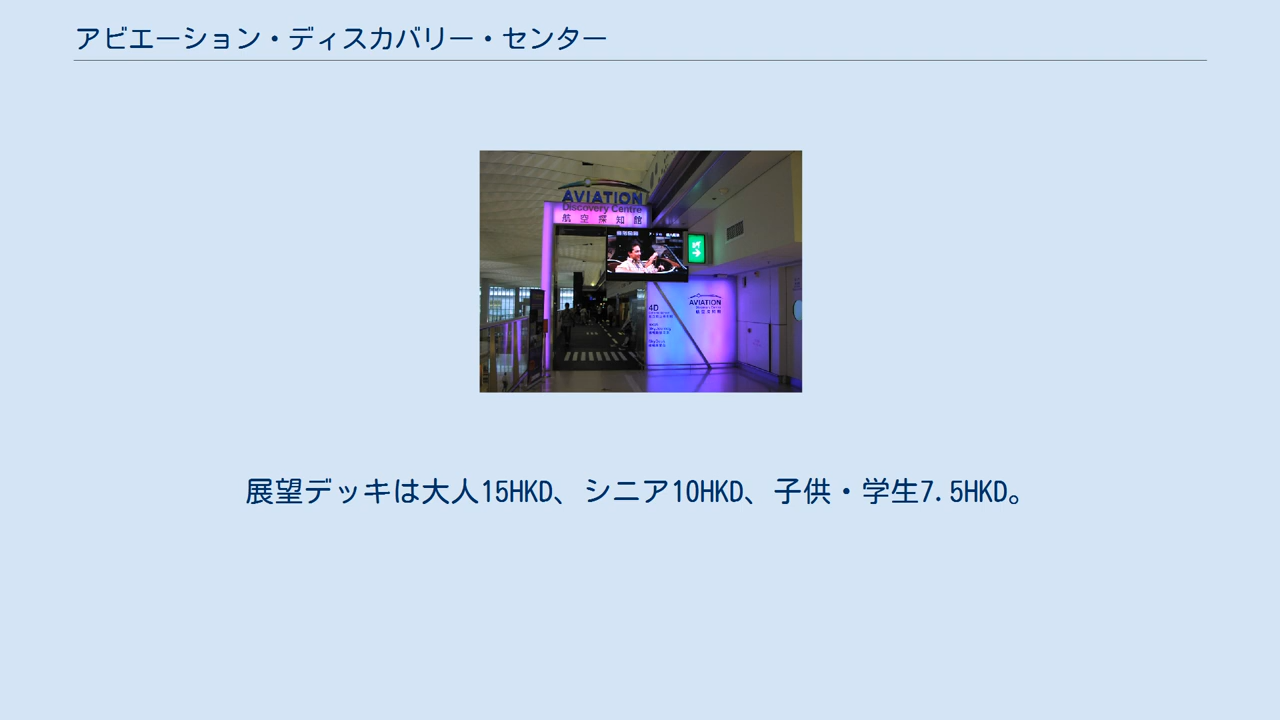 アビエーション・ディスカバリー・センター
AVIATION
Discovery Centre
航空探知館
4D
AVIATION
展望デッキは大人15HKD、シニア10HKD、子供・学生7.5HKD。